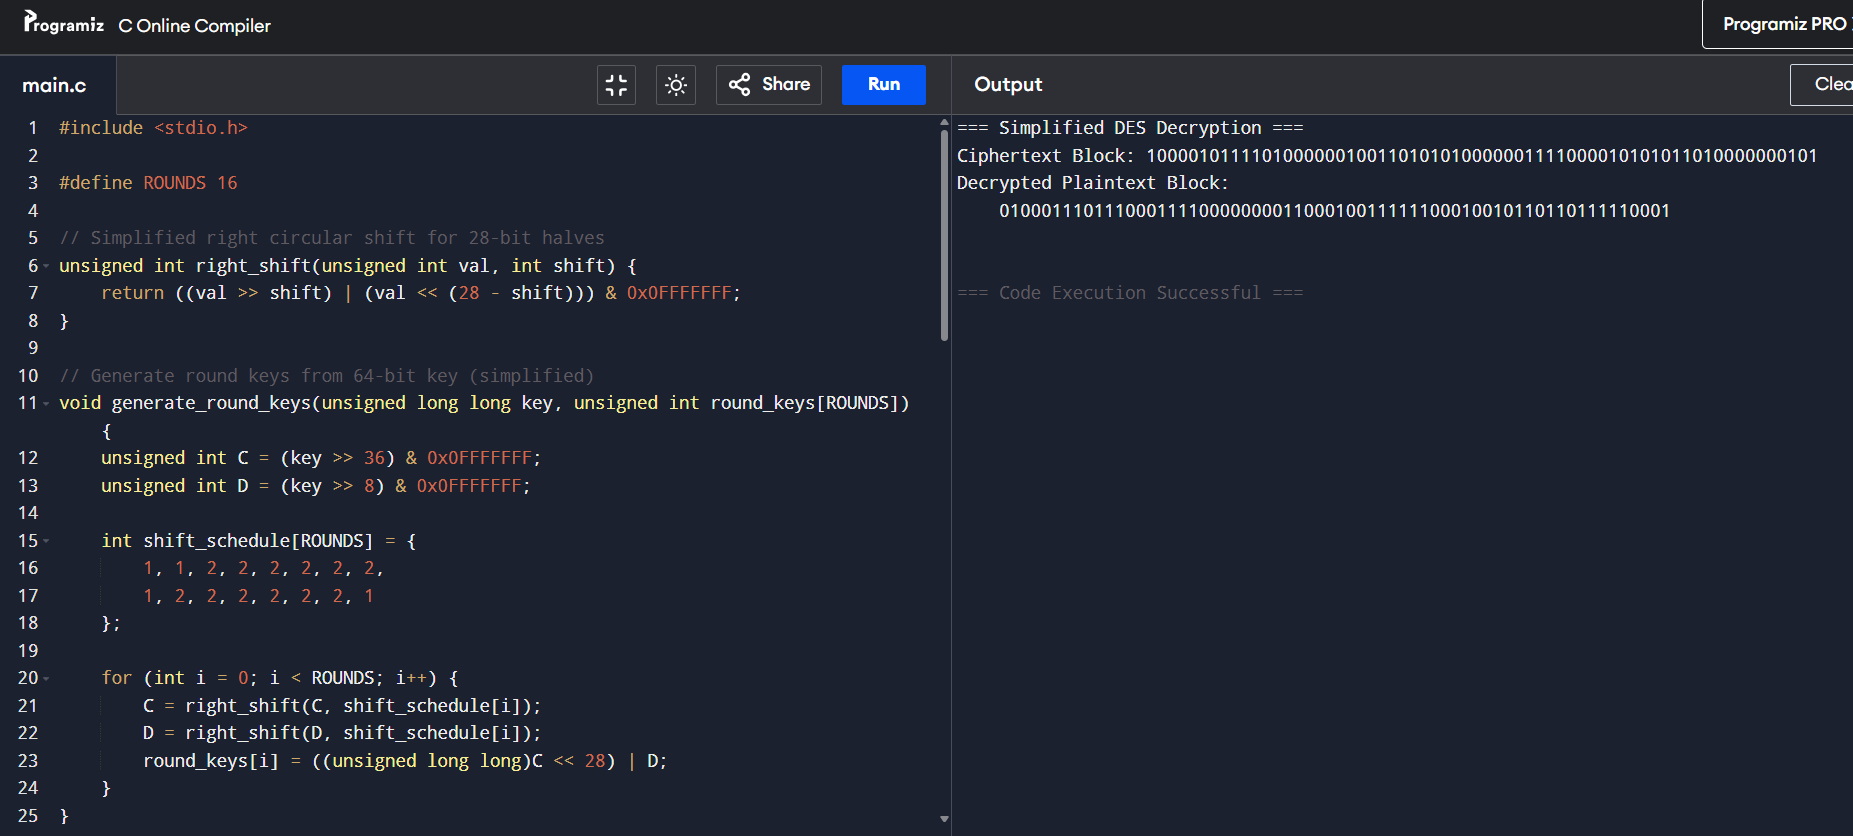 Programiz C Online Compiler
Programiz PRO
main.c
Share
Run
Output
Clea
1 #include <stdio.h>
2
3 #define ROUNDS 16
4
5 // Simplified right circular shift for 28-bit halves
6 unsigned int right_shift(unsigned int val, int shift) {
7 return ((val >> shift) | (val << (28 - shift))) & 0x0FFFFFFF;
8 }
9
10 // Generate round keys from 64-bit key (simplified)
11 void generate_round_keys(unsigned long long key, unsigned int round_keys[ROUNDS])
{
12 unsigned int C = (key >> 36) & 0x0FFFFFFF;
13 unsigned int D = (key >> 8) & 0x0FFFFFFF;
14
15 int shift_schedule[ROUNDS] = {
16 1, 1, 2, 2, 2, 2, 2, 2,
17 1, 2, 2, 2, 2, 2, 2, 1
18 };
19
20 for (int i = 0; i < ROUNDS; i++) {
21 C = right_shift(C, shift_schedule[i]);
22 D = right_shift(D, shift_schedule[i]);
23 round_keys[i] = ((unsigned long long)C << 28) | D;
24 }
25 }
=== Simplified DES Decryption ===
Ciphertext Block: 1000010111101000000100110101010000001111000010101011010000000101
Decrypted Plaintext Block:
0100011101110001111000000001100010011111100010010110110111110001
=== Code Execution Successful ===